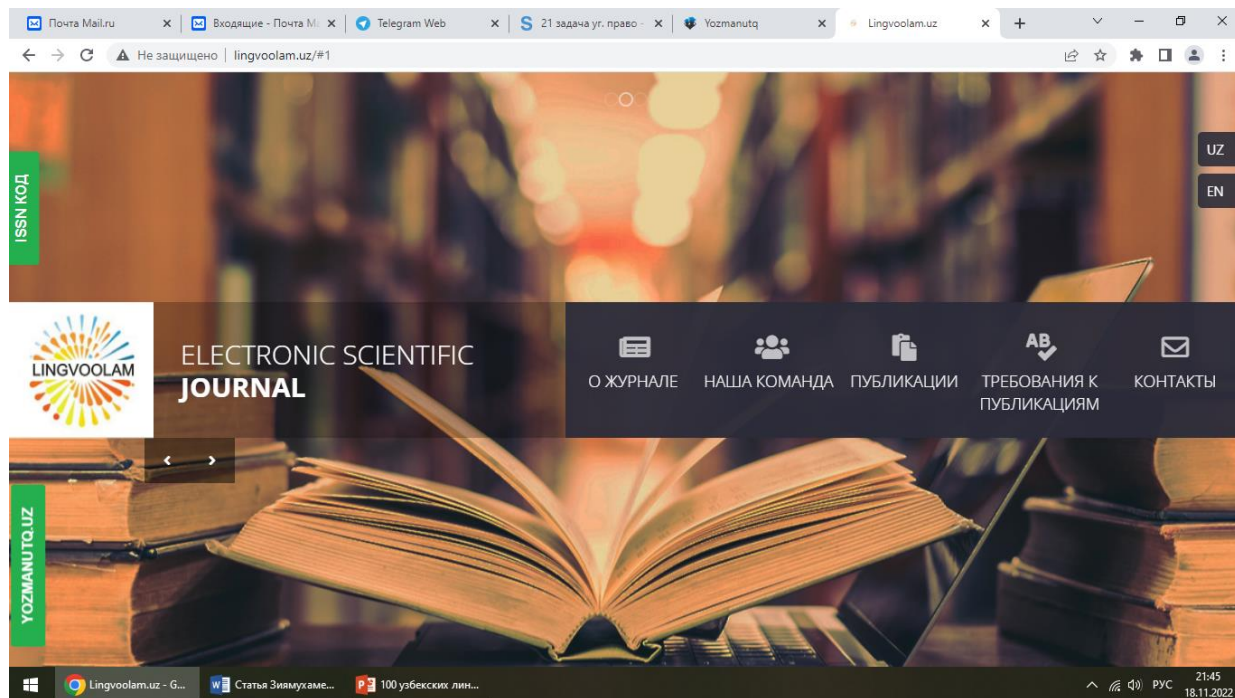 Почта Mail.ru
Входящие - Почта Ma
Telegram Web
21 задача уг. право -
Yozmanutq
Lingvoolam.uz
Не защищено
lingvoolam.uz/#1
UZ
EN
ISSN КОД
LINGVOOLAM
ELECTRONIC SCIENTIFIC
JOURNAL
О ЖУРНАЛЕ
НАША КОМАНДА
ПУБЛИКАЦИИ
AB
ТРЕБОВАНИЯ К
ПУБЛИКАЦИЯМ
КОНТАКТЫ
YOZMANUTQ.UZ
Lingvoolam.uz - G...
Статья Зиямухаме...
100 узбекских лин...
РУС
21:45
18.11.2022